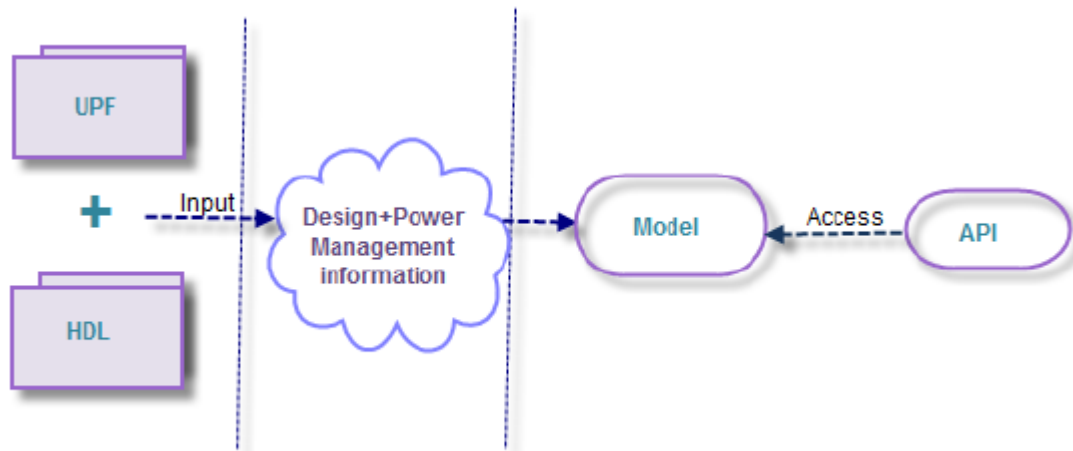 UPF
+
HDL
Input
Design+Power
Management
information
Model
Access
API